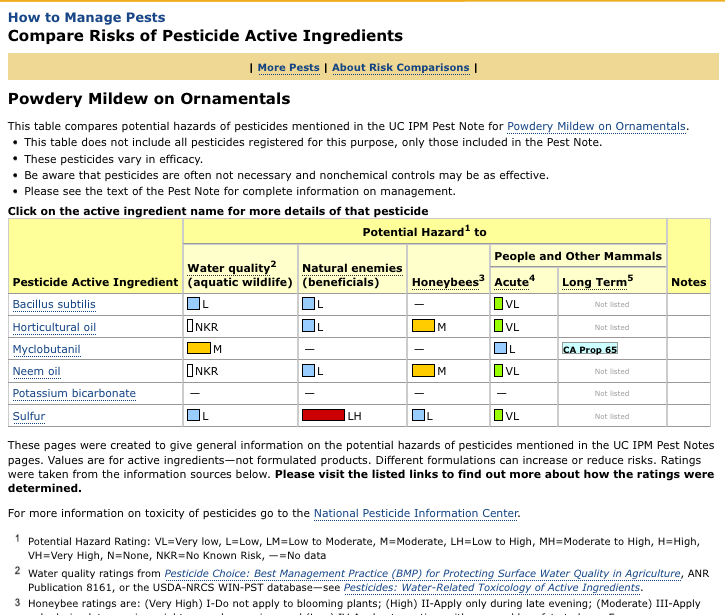 How to Manage Pests
Compare Risks of Pesticide Active Ingredients
| More Pests | About Risk Comparisons |
Powdery Mildew on Ornamentals
This table compares potential hazards of pesticides mentioned in the UC IPM Pest Note for Powdery Mildew on Ornamentals.
• This table does not include all pesticides registered for this purpose, only those included in the Pest Note.
• These pesticides vary in efficacy.
• Be aware that pesticides are often not necessary and nonchemical controls may be as effective.
• Please see the text of the Pest Note for complete information on management.
Click on the active ingredient name for more details of that pesticide
Potential Hazard1 to
People and Other Mammals
Pesticide Active Ingredient Water quality2 (aquatic wildlife) Natural enemies (beneficials) Honeybees3 Acute4 Long Term5 Notes
Bacillus subtilis L L — VL Not listed
Horticultural oil NKR L M VL Not listed
Myclobutanil M — — L CA Prop 65
Neem oil NKR L M VL Not listed
Potassium bicarbonate — — — — Not listed
Sulfur L LH L VL Not listed
These pages were created to give general information on the potential hazards of pesticides mentioned in the UC IPM Pest Notes
pages. Values are for active ingredients—not formulated products. Different formulations can increase or reduce risks. Ratings
were taken from the information sources below. Please visit the listed links to find out more about how the ratings were
determined.
For more information on toxicity of pesticides go to the National Pesticide Information Center.
1 Potential Hazard Rating: VL=Very low, L=Low, LM=Low to Moderate, M=Moderate, LH=Low to High, MH=Moderate to High, H=High,
VH=Very High, N=None, NKR=No Known Risk, —=No data
2 Water quality ratings from Pesticide Choice: Best Management Practice (BMP) for Protecting Surface Water Quality in Agriculture, ANR
Publication 8161, or the USDA-NRCS WIN-PST database—see Pesticides: Water-Related Toxicology of Active Ingredients.
3 Honeybee ratings are: (Very High) I-Do not apply to blooming plants; (High) II-Apply only during late evening; (Moderate) III-Apply